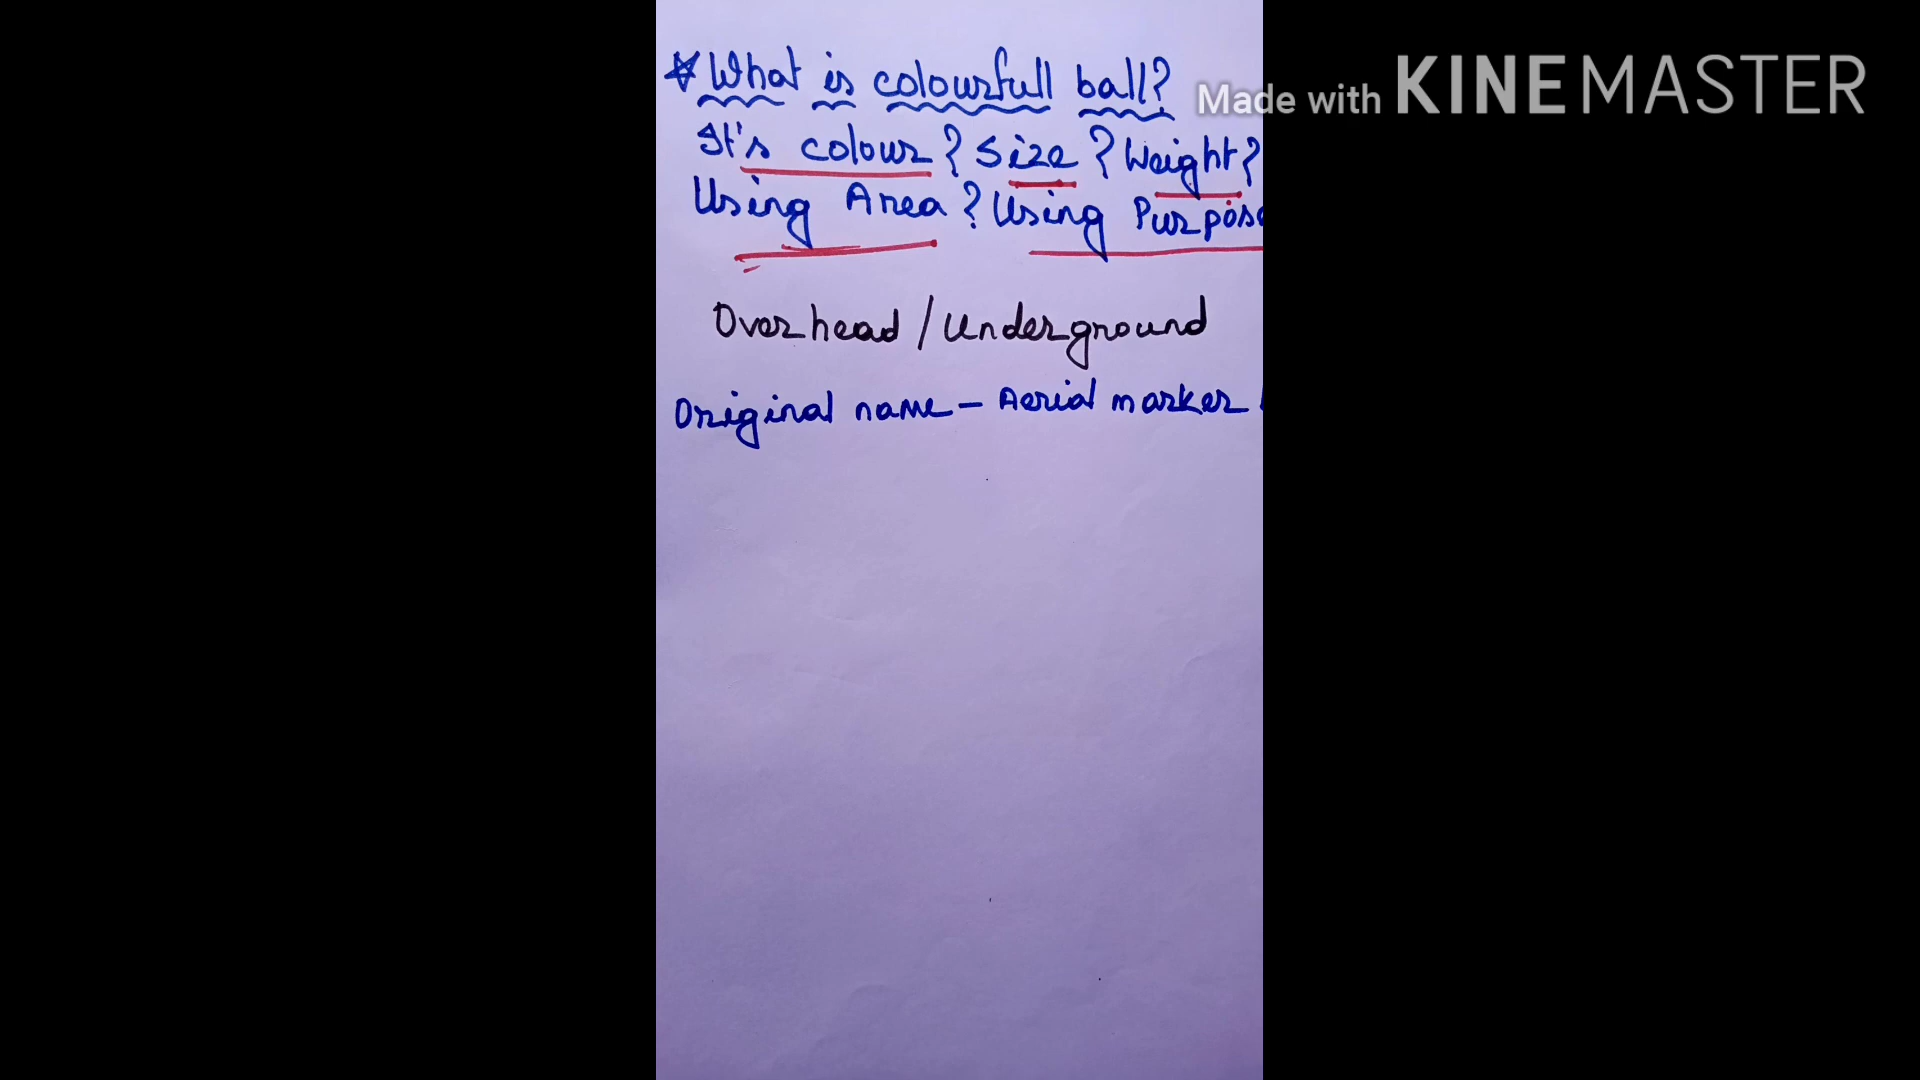 What is colourfull ball?
Made with KINEMASTER
It's colour? Size? Weight?
Using Area? Using Purpose
Overhead / Underground
Original name - Aerial marker